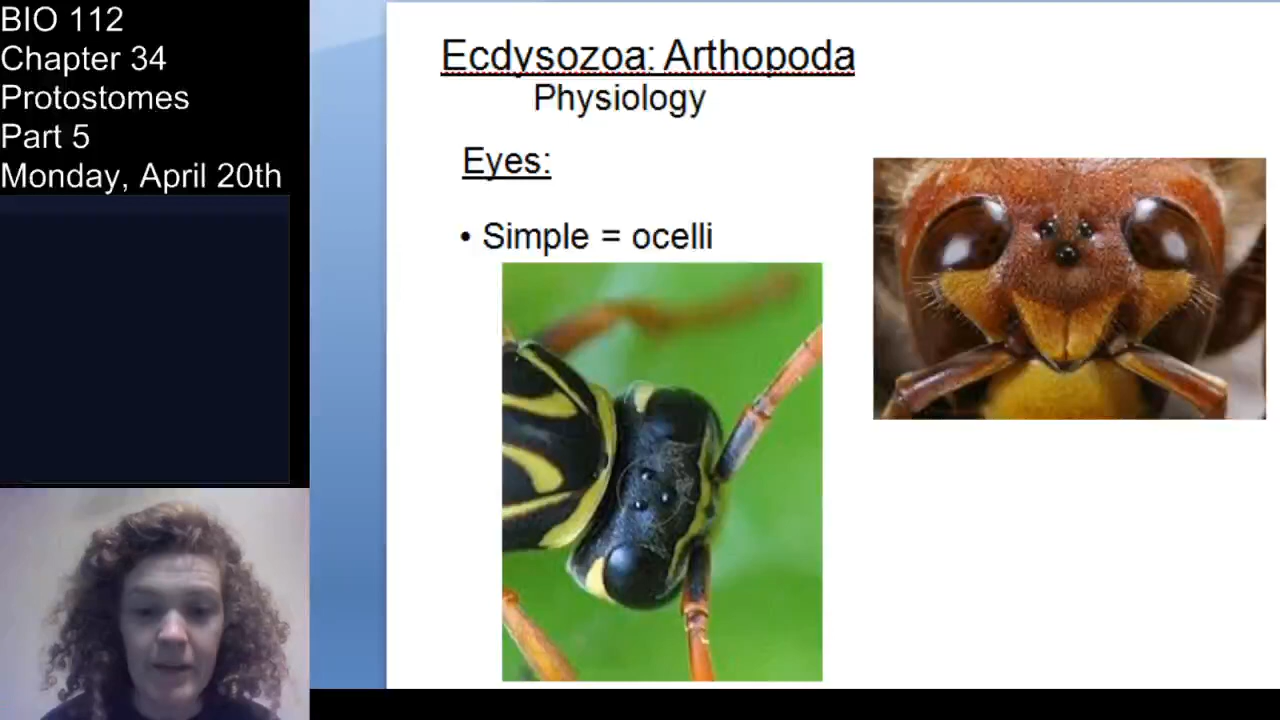 BIO 112
Chapter 34
Protostomes
Part 5
Monday, April 20th
Ecdysozoa: Arthopoda
Physiology
Eyes:
• Simple = ocelli